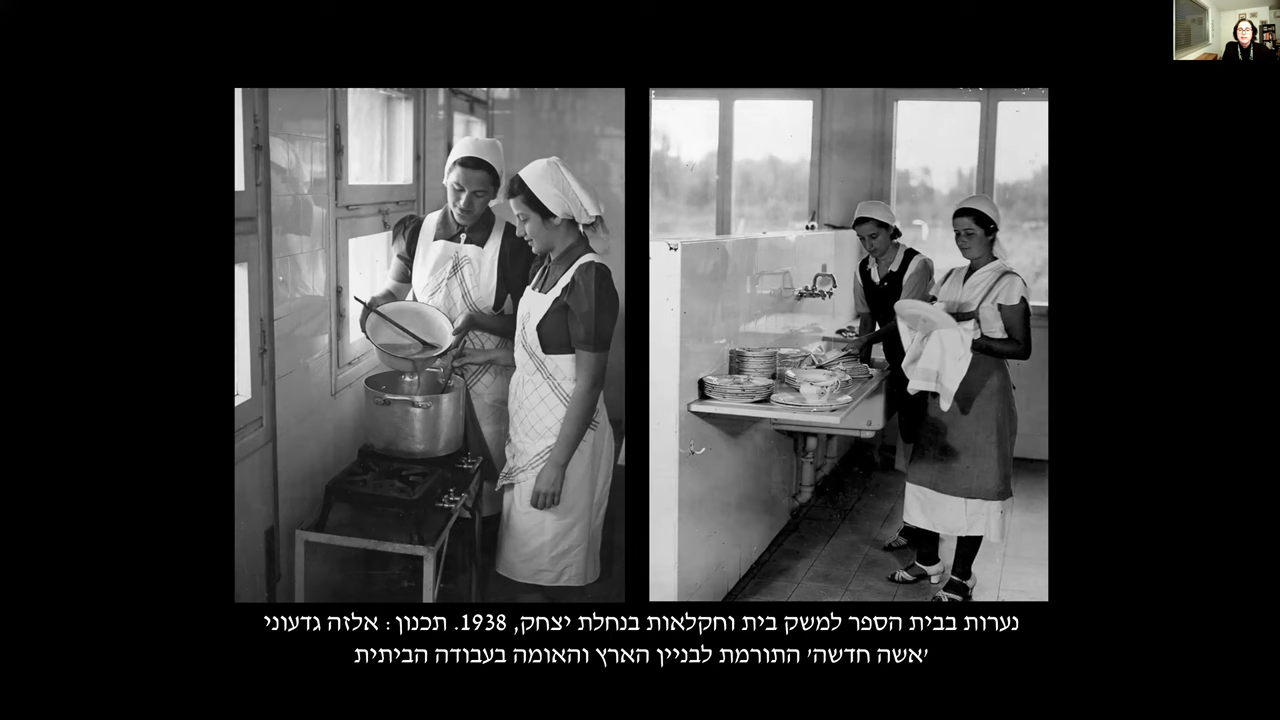 נערות בבית הספר למשק בית וחקלאות בנחלת יצחק, 1938. תכנון: אלזה גדעוני
'אשה חדשה' התורמת לבניין הארץ והאומה בעבודה הביתית